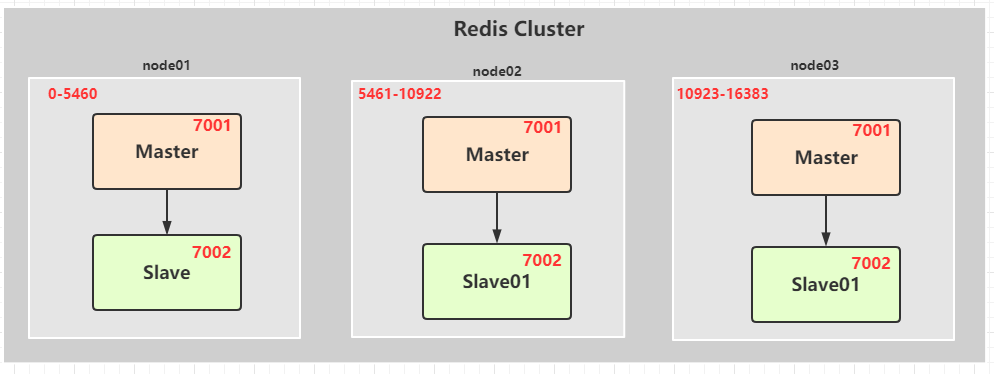 Redis Cluster
node01
0-5460
7001
Master
7002
Slave
node02
5461-10922
7001
Master
7002
Slave01
node03
10923-16383
7001
Master
7002
Slave01